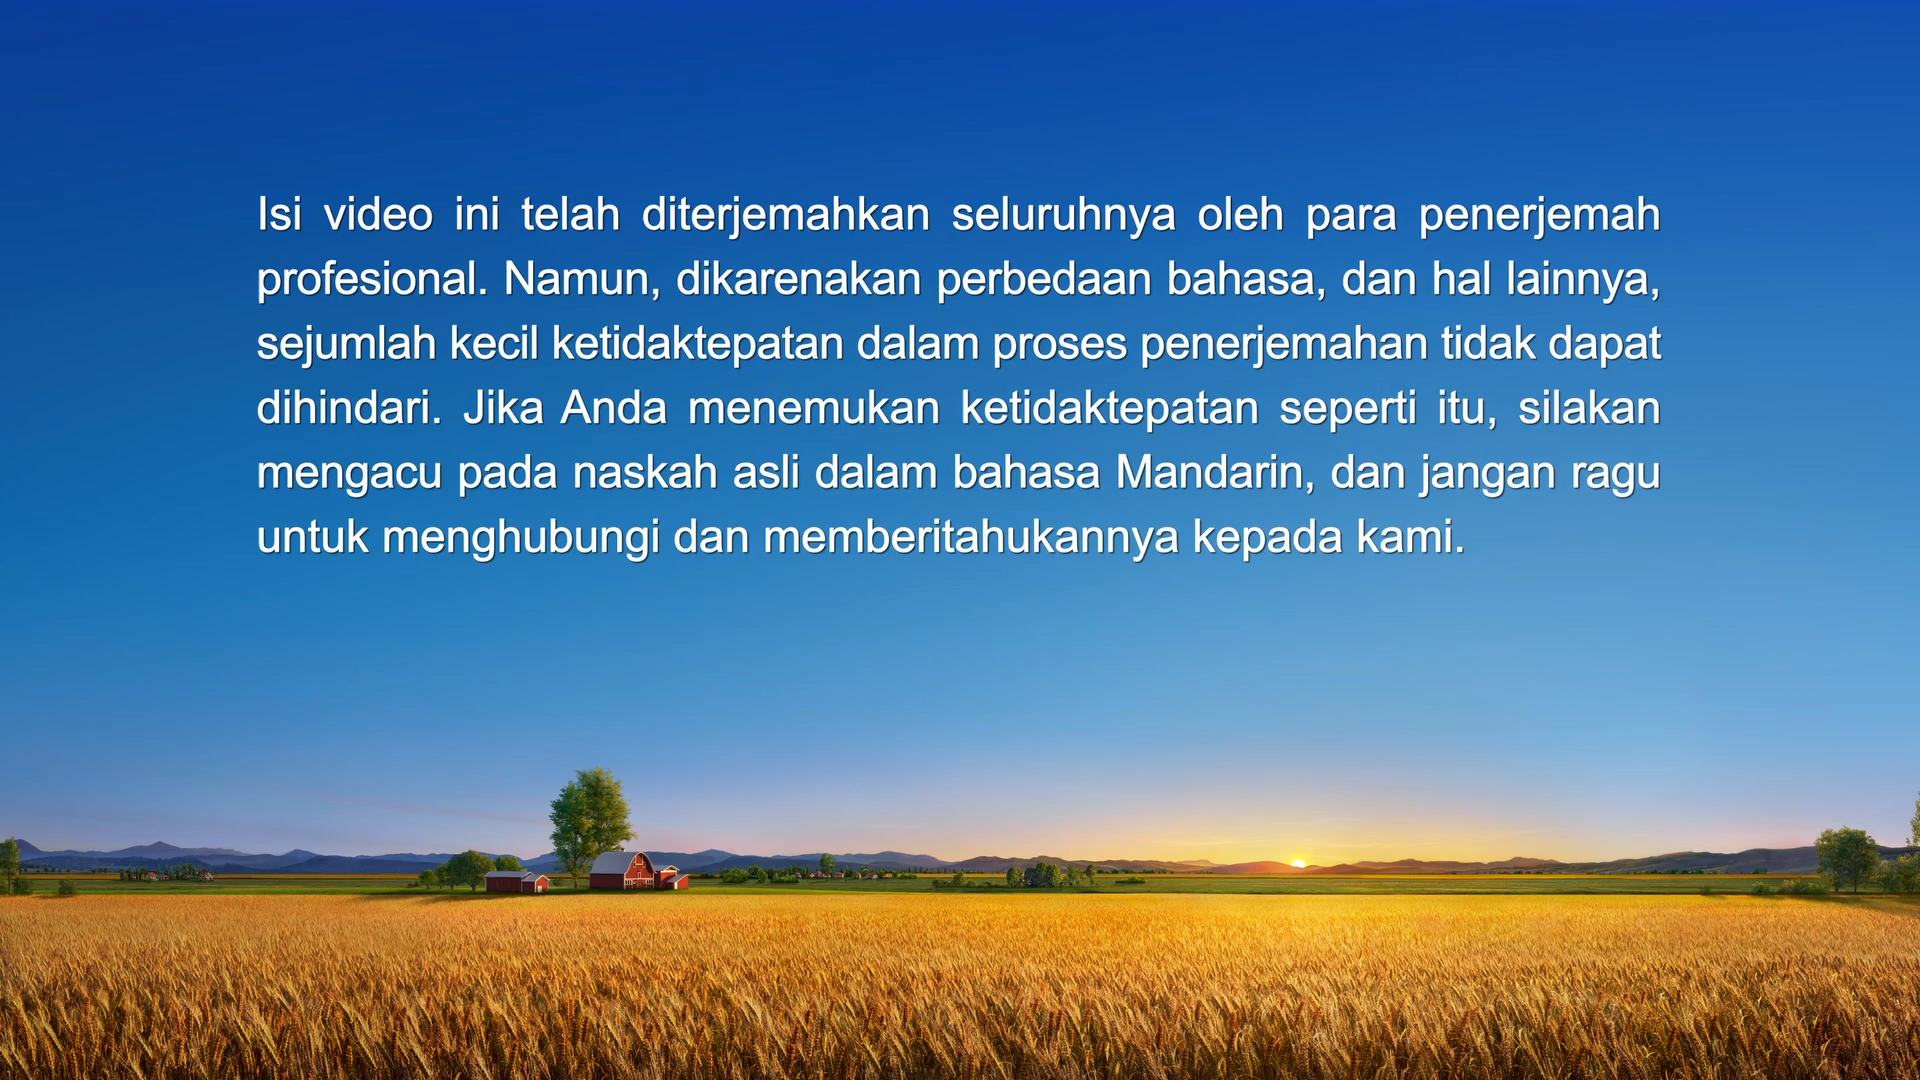 Isi video ini telah diterjemahkan seluruhnya oleh para penerjemah
profesional. Namun, dikarenakan perbedaan bahasa, dan hal lainnya,
sejumlah kecil ketidaktepatan dalam proses penerjemahan tidak dapat
dihindari. Jika Anda menemukan ketidaktepatan seperti itu, silakan
mengacu pada naskah asli dalam bahasa Mandarin, dan jangan ragu
untuk menghubungi dan memberitahukannya kepada kami.